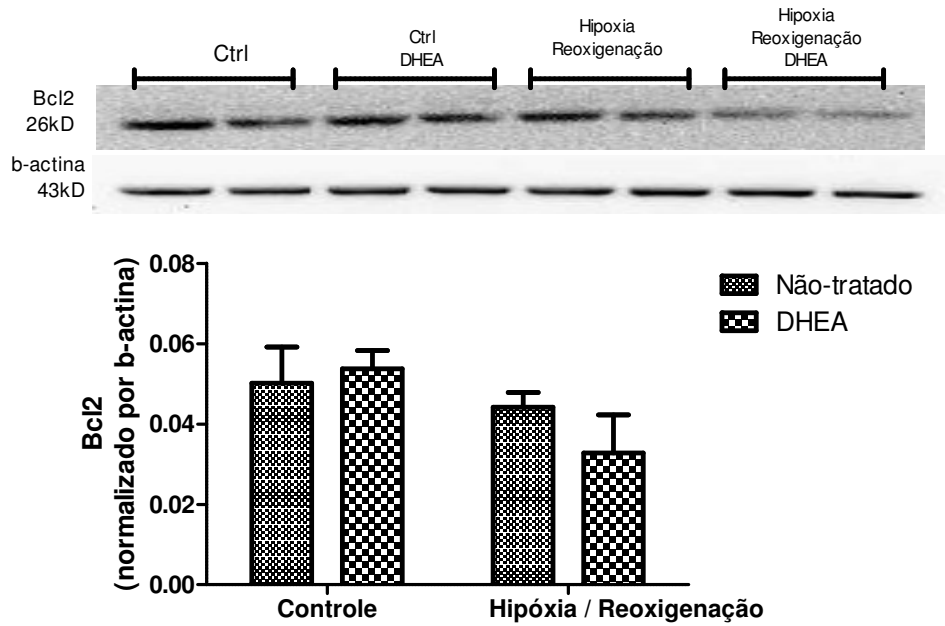 Ctrl
Ctrl
DHEA
Hipoxia
Reoxigenação
Hipoxia
Reoxigenação
DHEA
Bcl2
26kD
b-actina
43kD
Bcl2
(normalizado por b-actina)
0.08
0.06
0.04
0.02
0.00
Não-tratado
DHEA
Controle
Hipóxia / Reoxigenação